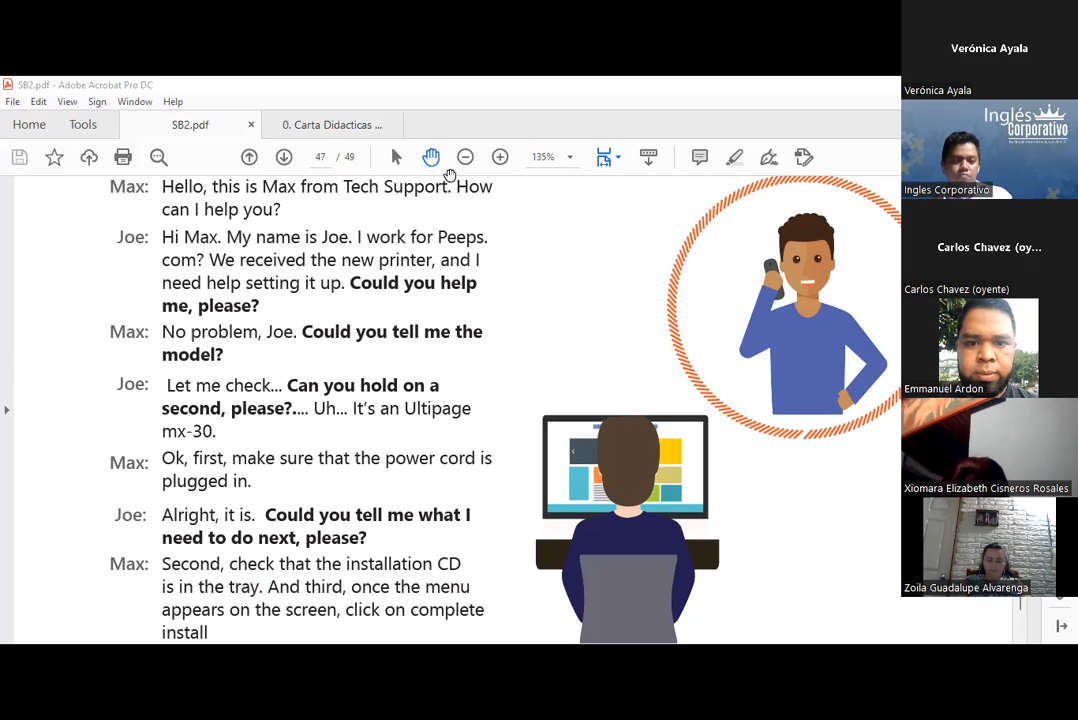 SB2.pdf - Adobe Acrobat Pro DC
File Edit View Sign Window Help
Home Tools SB2.pdf × 0. Carta Didacticas ...
47 / 49 135%
Max: Hello, this is Max from Tech Support. How
can I help you?
Joe: Hi Max. My name is Joe. I work for Peeps.
com? We received the new printer, and I
need help setting it up. Could you help
me, please?
Max: No problem, Joe. Could you tell me the
model?
Joe: Let me check... Can you hold on a
second, please?.... Uh... It's an Ultipage
mx-30.
Max: Ok, first, make sure that the power cord is
plugged in.
Joe: Alright, it is. Could you tell me what I
need to do next, please?
Max: Second, check that the installation CD
is in the tray. And third, once the menu
appears on the screen, click on complete
install
Verónica Ayala
Verónica Ayala
Inglés
Corporativo
Ingles Corporativo
Carlos Chavez (oy...
Carlos Chavez (oyente)
Emmanuel Ardon
Xiomara Elizabeth Cisneros Rosales
Zoila Guadalupe Alvarenga